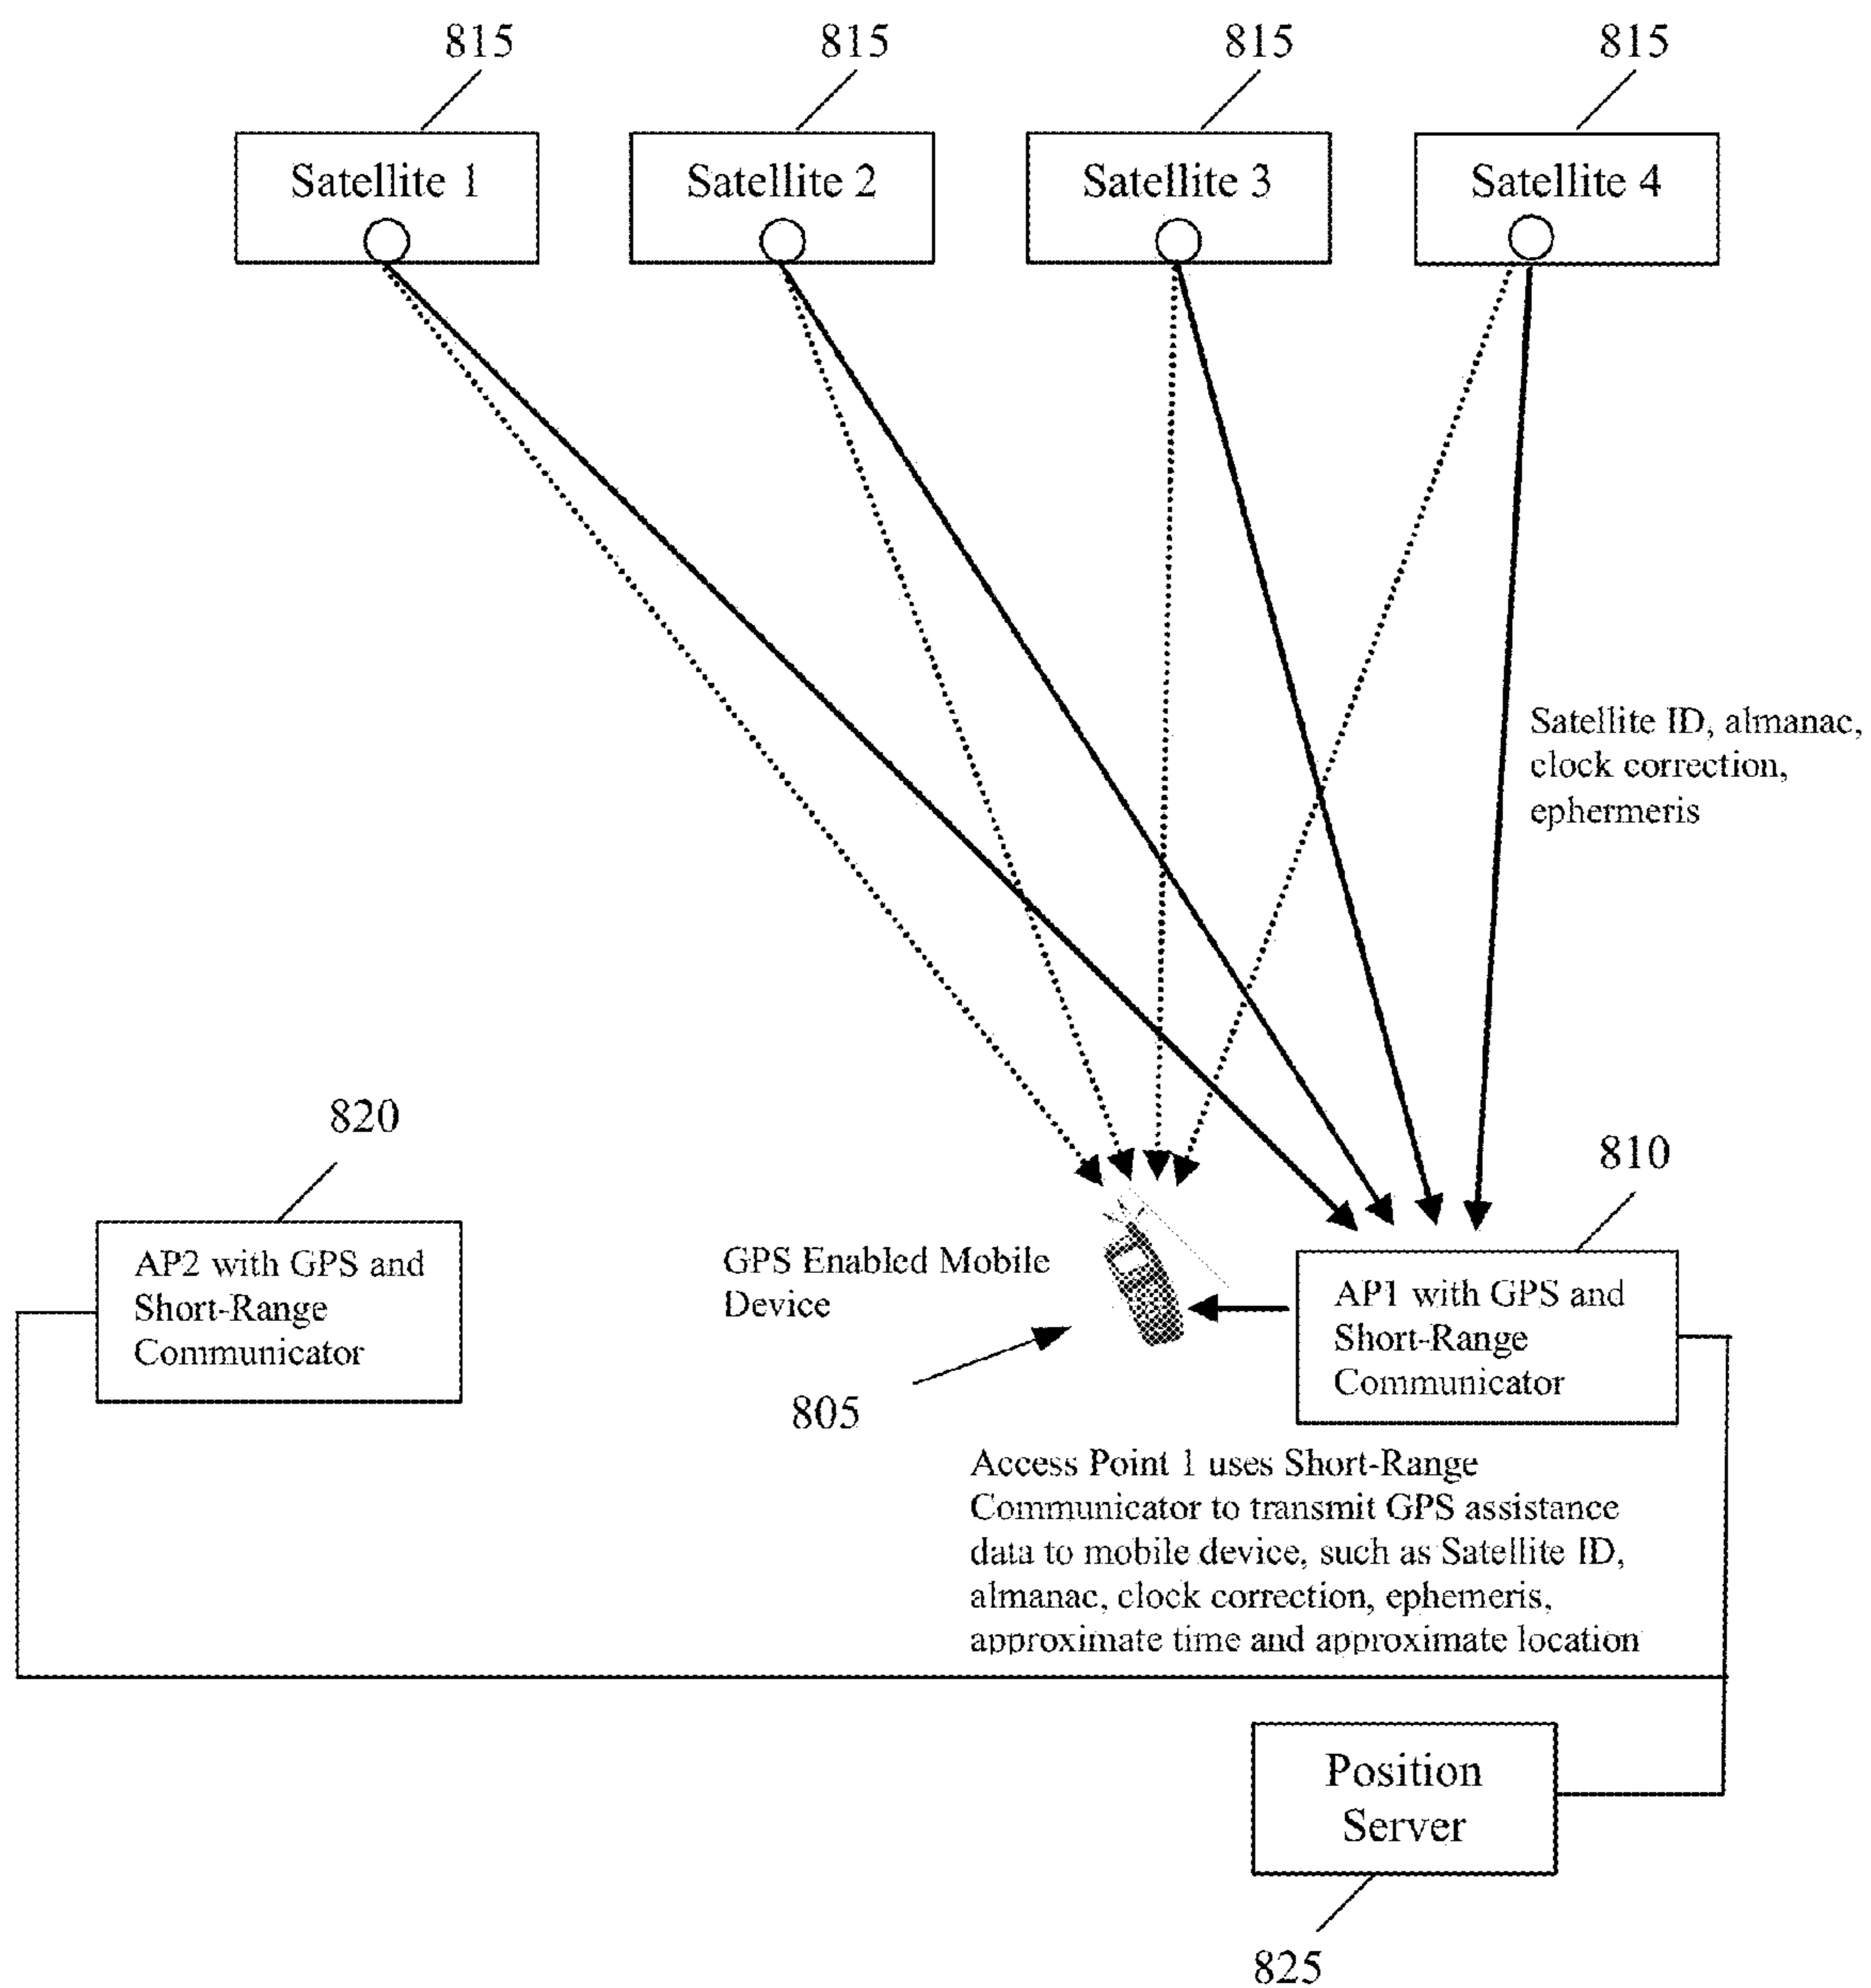 815
815
815
815
Satellite 1
Satellite 2
Satellite 3
Satellite 4
Satellite ID, almanac,
clock correction,
ephermeris
820
810
AP2 with GPS and
Short-Range
Communicator
GPS Enabled Mobile
Device
805
AP1 with GPS and
Short-Range
Communicator
Access Point 1 uses Short-Range
Communicator to transmit GPS assistance
data to mobile device, such as Satellite ID,
almanac, clock correction, ephemeris,
approximate time and approximate location
Position
Server
825